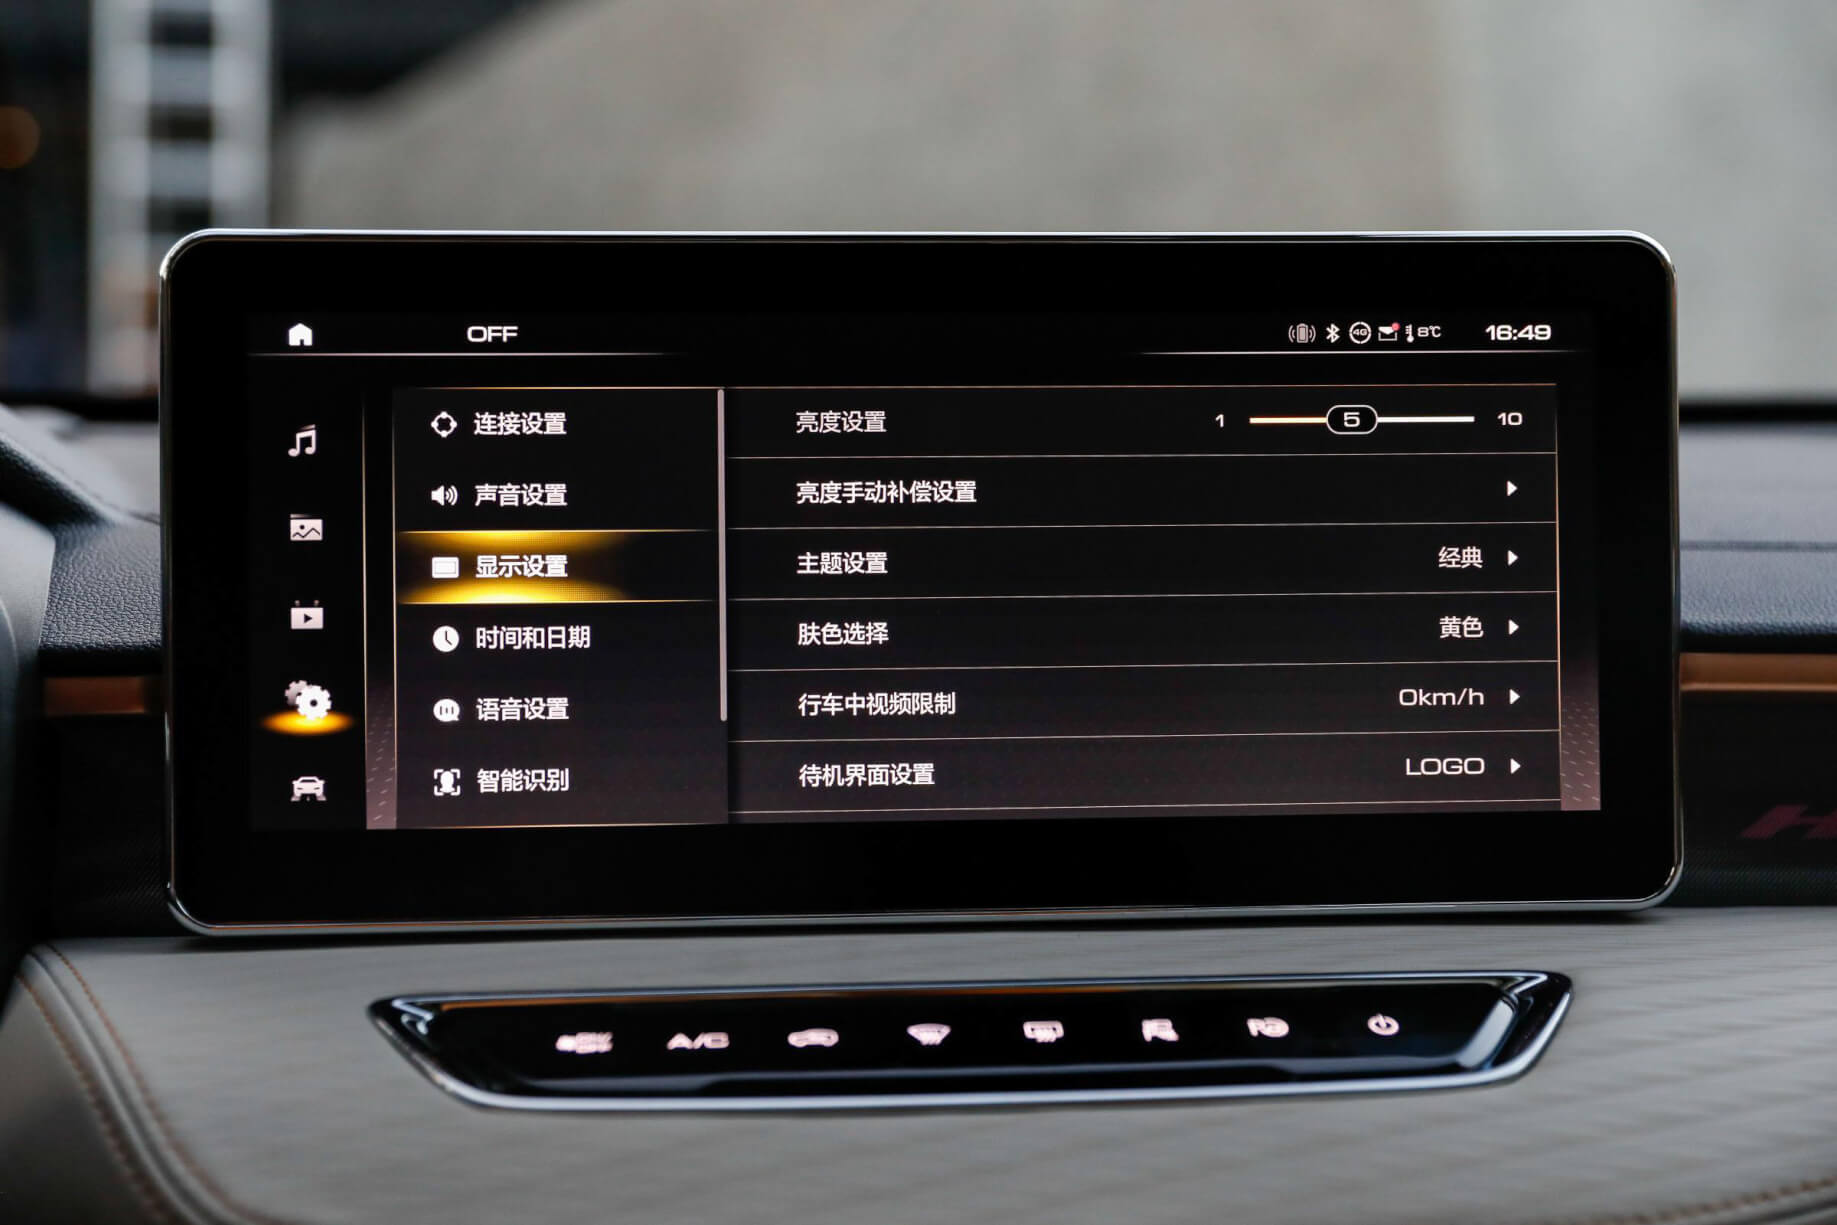 OFF
4G
8℃
16:49
连接设置
声音设置
显示设置
时间和日期
语音设置
智能识别
亮度设置 1 5 10
亮度手动补偿设置
主题设置 经典
肤色选择 黄色
行车中视频限制 0km/h
待机界面设置 LOGO
A/C